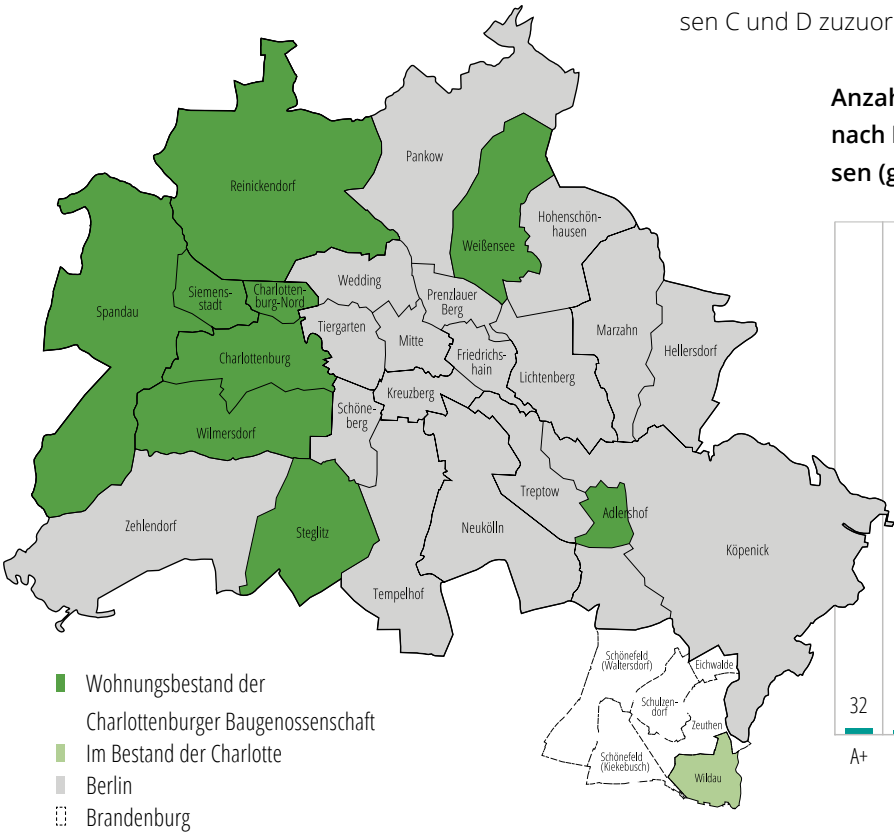 sen C und D zuzuor
Anzah
nach
sen (g
Pankow
Reinickendorf
Hohenschön-
hausen
Weißensee
Wedding
Siemens-
stadt
Charlotten-
burg-Nord
Prenzlauer
Berg
Spandau
Tiergarten
Mitte
Marzahn
Friedrichs-
hain
Hellersdorf
Charlottenburg
Lichtenberg
Kreuzberg
Schöne-
berg
Wilmersdorf
Treptow
Zehlendorf
Steglitz
Neukölln
Adlershof
Köpenick
Tempelhof
Schönefeld
(Waltersdorf)
Eichwalde
Schulzen-
dorf
Zeuthen
Schönefeld
(Kiekebusch)
Wildau
32
A+
Wohnungsbestand der
Charlottenburger Baugenossenschaft
Im Bestand der Charlotte
Berlin
Brandenburg